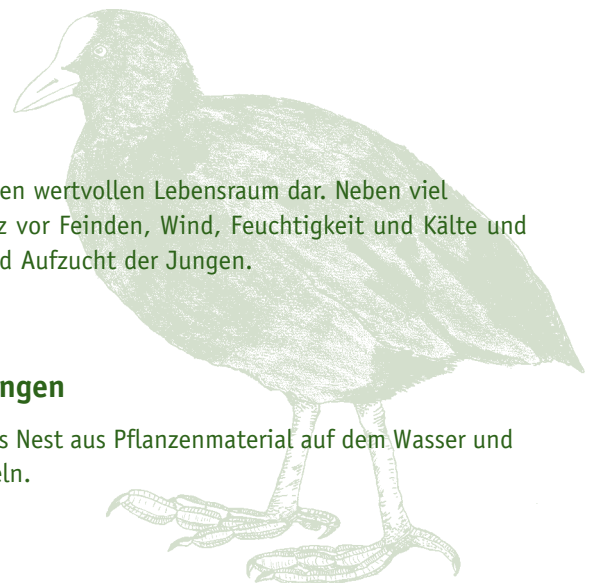 en wertvollen Lebensraum dar. Neben viel
z vor Feinden, Wind, Feuchtigkeit und Kälte und
d Aufzucht der Jungen.
ngen
s Nest aus Pflanzenmaterial auf dem Wasser und
eln.